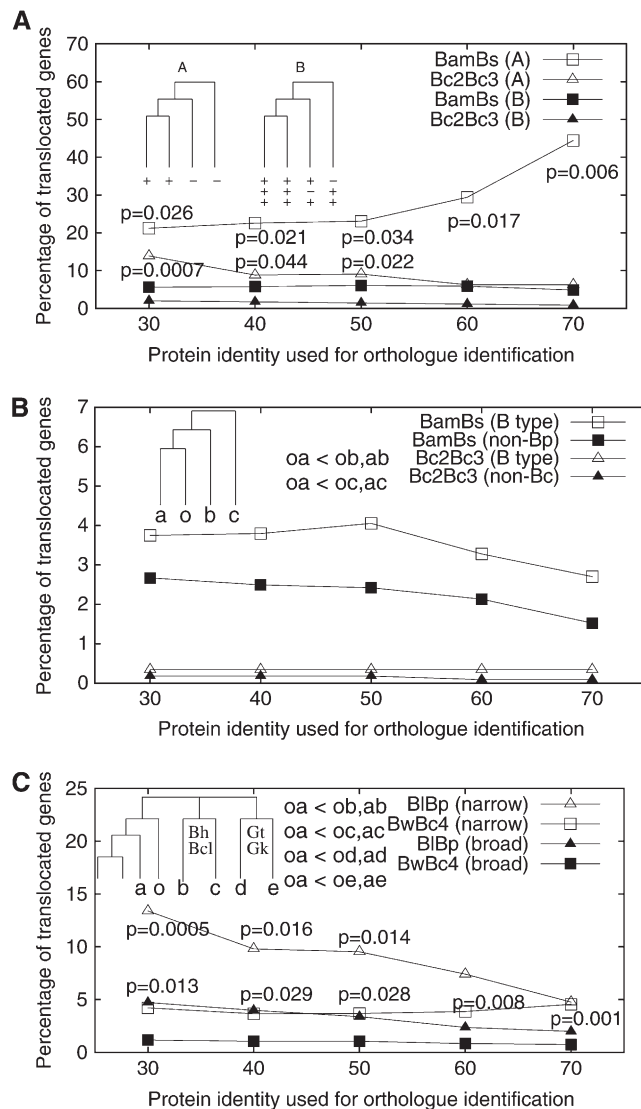 A
Percentage of translocated genes
70
60
50
40
30
20
10
0
A
B
+ + − −
+ + + −
+ + − +
+ + + +
BamBs (A)
Bc2Bc3 (A)
BamBs (B)
Bc2Bc3 (B)
p=0.026
p=0.0007
p=0.021
p=0.044
p=0.034
p=0.022
p=0.017
p=0.006
30 40 50 60 70
Protein identity used for orthologue identification
B
Percentage of translocated genes
7
6
5
4
3
2
1
0
a o b c
oa < ob,ab
oa < oc,ac
BamBs (B type)
BamBs (non-Bp)
Bc2Bc3 (B type)
Bc2Bc3 (non-Bc)
30 40 50 60 70
Protein identity used for orthologue identification
C
Percentage of translocated genes
25
20
15
10
5
0
Bh Gt
Bcl Gk
a o b c d e
oa < ob,ab
oa < oc,ac
oa < od,ad
oa < oe,ae
BlBp (narrow)
BwBc4 (narrow)
BlBp (broad)
BwBc4 (broad)
p=0.0005
p=0.016
p=0.014
p=0.013
p=0.029
p=0.028
p=0.008
p=0.001
30 40 50 60 70
Protein identity used for orthologue identification